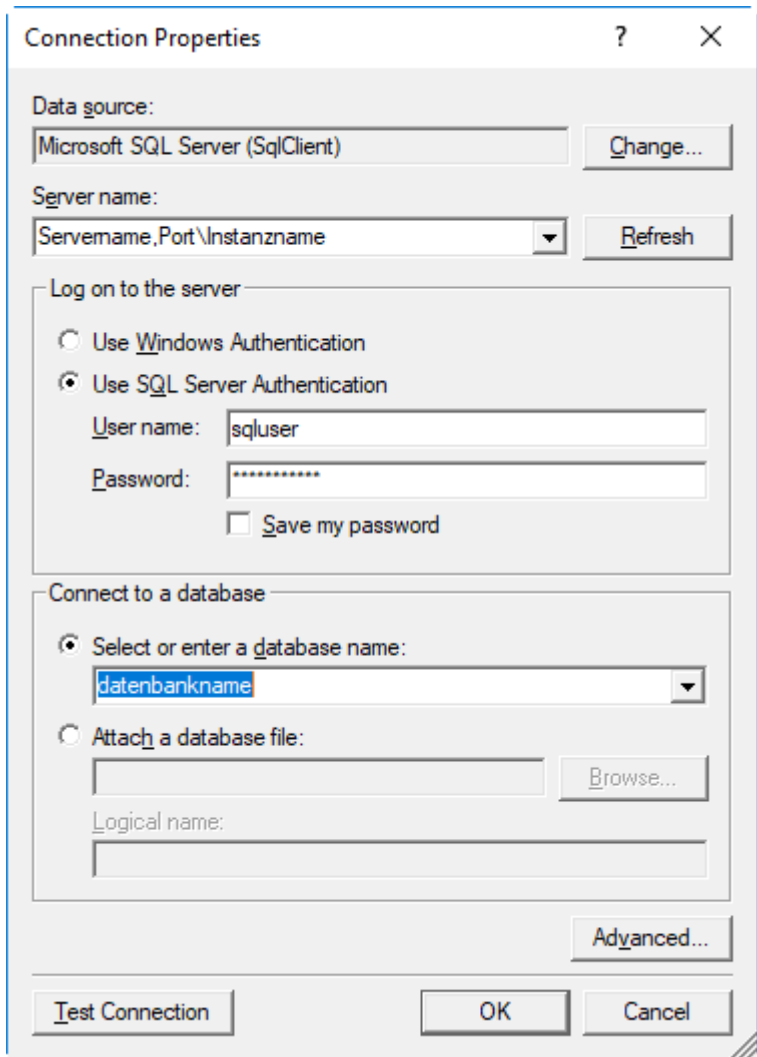 Connection Properties ? ×
Data source:
Microsoft SQL Server (SqlClient) Change...
Server name:
Servername,Port\Instanzname Refresh
Log on to the server
Use Windows Authentication
Use SQL Server Authentication
User name: sqluser
Password: ***********
Save my password
Connect to a database
Select or enter a database name:
datenbankname
Attach a database file:
Browse...
Logical name:
Advanced...
Test Connection OK Cancel